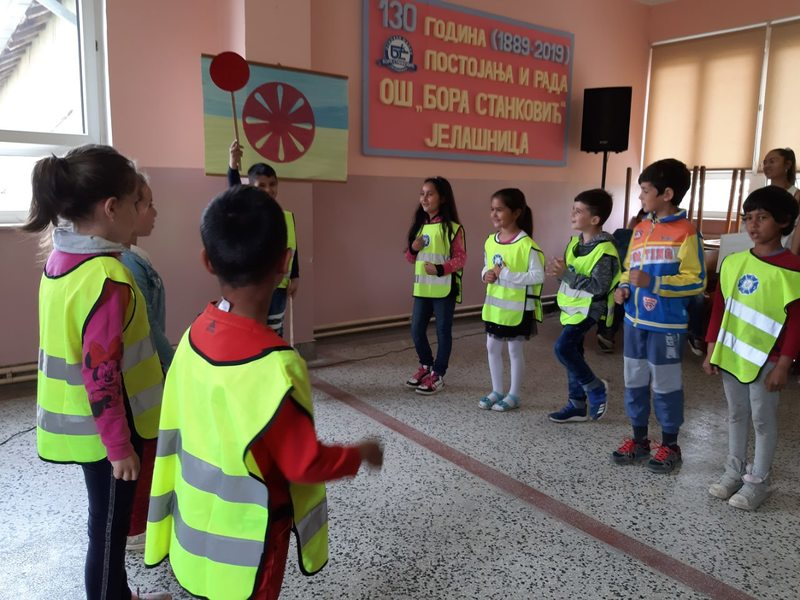 130 ГОДИНА (1889-2019)
ПОСТОЈАЊА И РАДА
ОШ „БОРА СТАНКОВИЋ"
ЈЕЛАШНИЦА